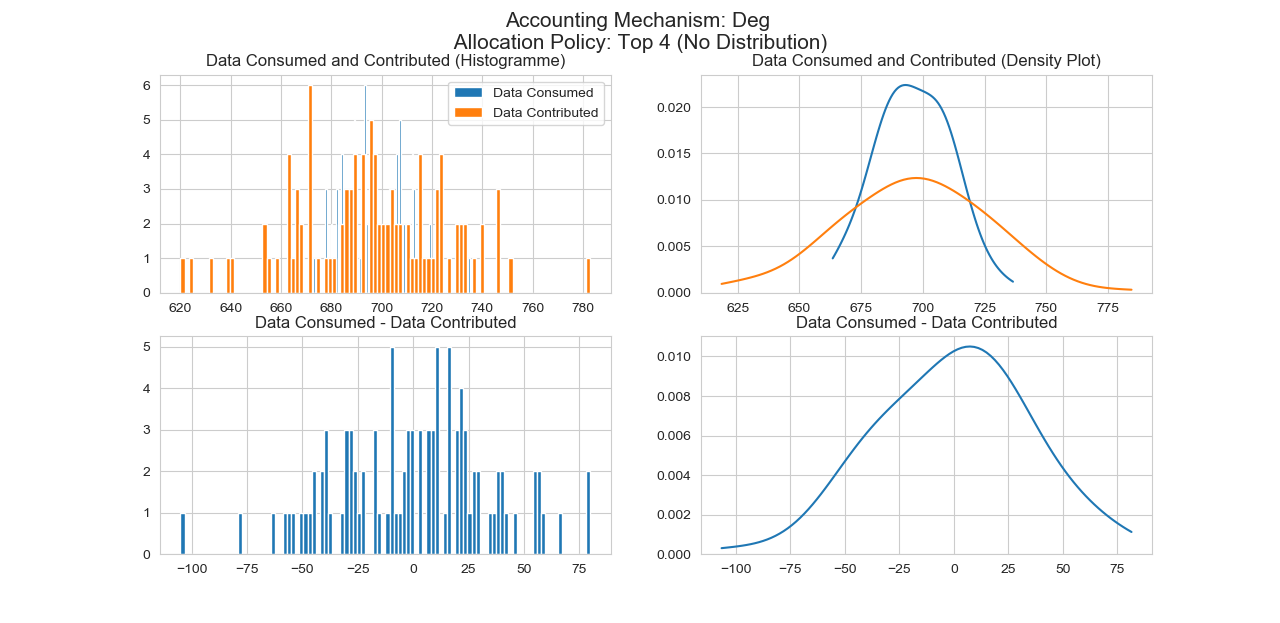 Accounting Mechanism: Deg
Allocation Policy: Top 4 (No Distribution)
Data Consumed and Contributed (Histogramme)
6
5
4
3
2
1
0
Data Consumed
Data Contributed
620 640 660 680 700 720 740 760 780
Data Consumed and Contributed (Density Plot)
0.020
0.015
0.010
0.005
0.000
625 650 675 700 725 750 775
Data Consumed - Data Contributed
5
4
3
2
1
0
−100 −75 −50 −25 0 25 50 75
Data Consumed - Data Contributed
0.010
0.008
0.006
0.004
0.002
0.000
−100 −75 −50 −25 0 25 50 75